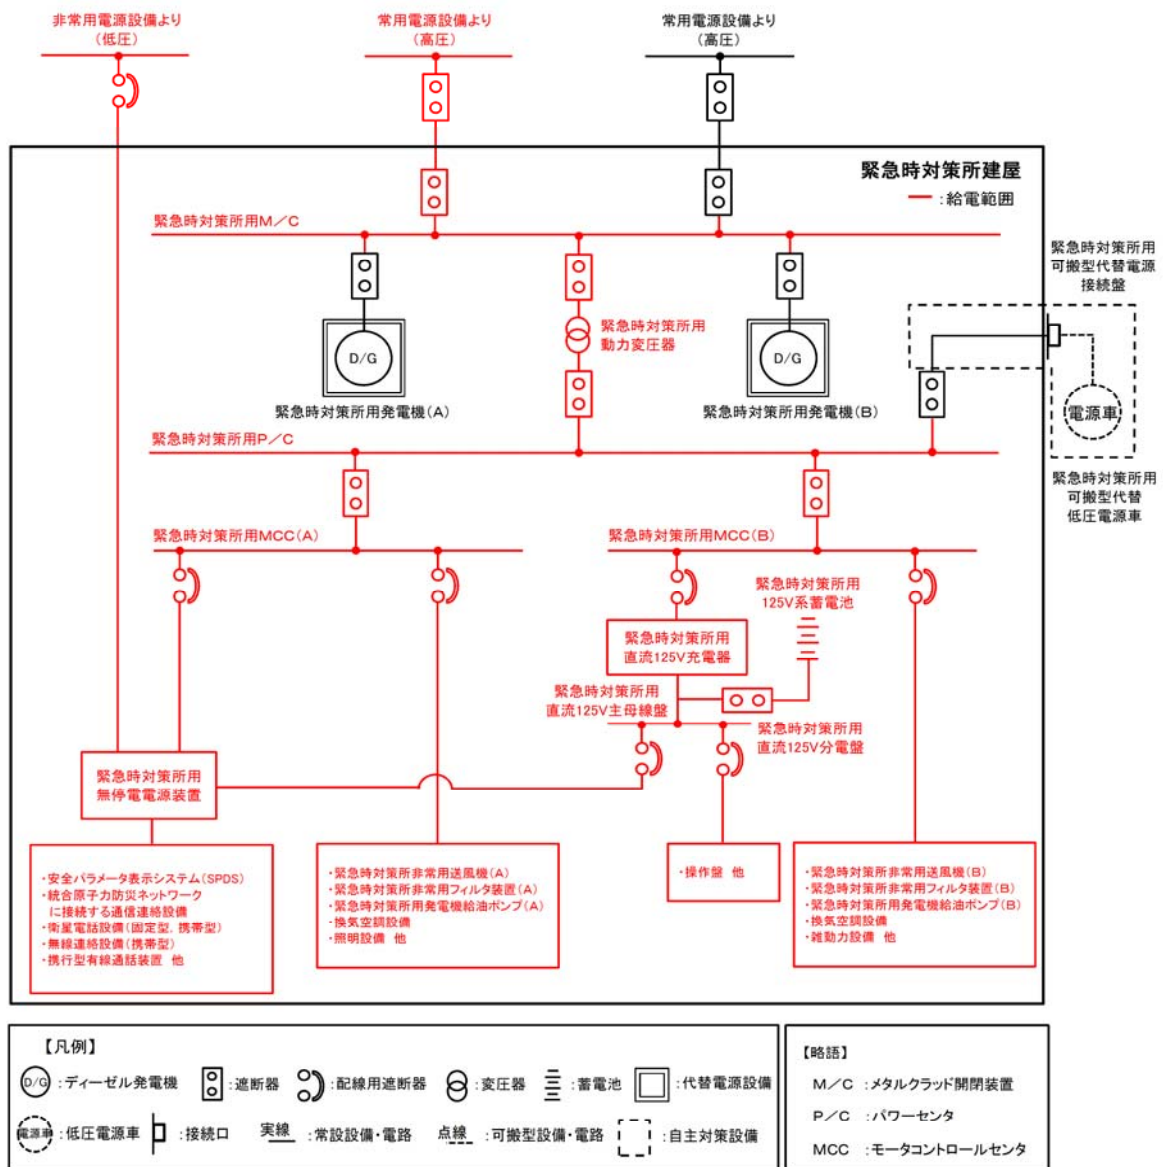 非常用電源設備より
(低圧)
常用電源設備より
(高圧)
常用電源設備より
(高圧)
緊急時対策所建屋
:給電範囲
緊急時対策所用M/C
緊急時対策所用
可搬型代替電源
接続盤
緊急時対策所用
動力変圧器
D/G
D/G
緊急時対策所用発電機(A)
緊急時対策所用発電機(B)
電源車
緊急時対策所用P/C
緊急時対策所用
可搬型代替
低圧電源車
緊急時対策所用MCC(A)
緊急時対策所用MCC(B)
緊急時対策所用
125V系蓄電池
緊急時対策所用
直流125V充電器
緊急時対策所用
直流125V主母線盤
緊急時対策所用
直流125V分電盤
緊急時対策所用
無停電電源装置
・安全パラメータ表示システム(SPDS)
・統合原子力防災ネットワーク
に接続する通信連絡設備
・衛星電話設備(固定型,携帯型)
・無線連絡設備(携帯型)
・携行型有線通話装置 他
・緊急時対策所非常用送風機(A)
・緊急時対策所非常用フィルタ装置(A)
・緊急時対策所用発電機給油ポンプ(A)
・換気空調設備
・照明設備 他
・操作盤 他
・緊急時対策所非常用送風機(B)
・緊急時対策所非常用フィルタ装置(B)
・緊急時対策所用発電機給油ポンプ(B)
・換気空調設備
・雑動力設備 他
【凡例】
D/G :ディーゼル発電機 :遮断器 :配線用遮断器 :変圧器 :蓄電池 :代替電源設備
電源車 :低圧電源車 :接続口 実線 :常設設備・電路 点線 :可搬型設備・電路 :自主対策設備
【略語】
M/C :メタルクラッド開閉装置
P/C :パワーセンタ
MCC :モータコントロールセンタ